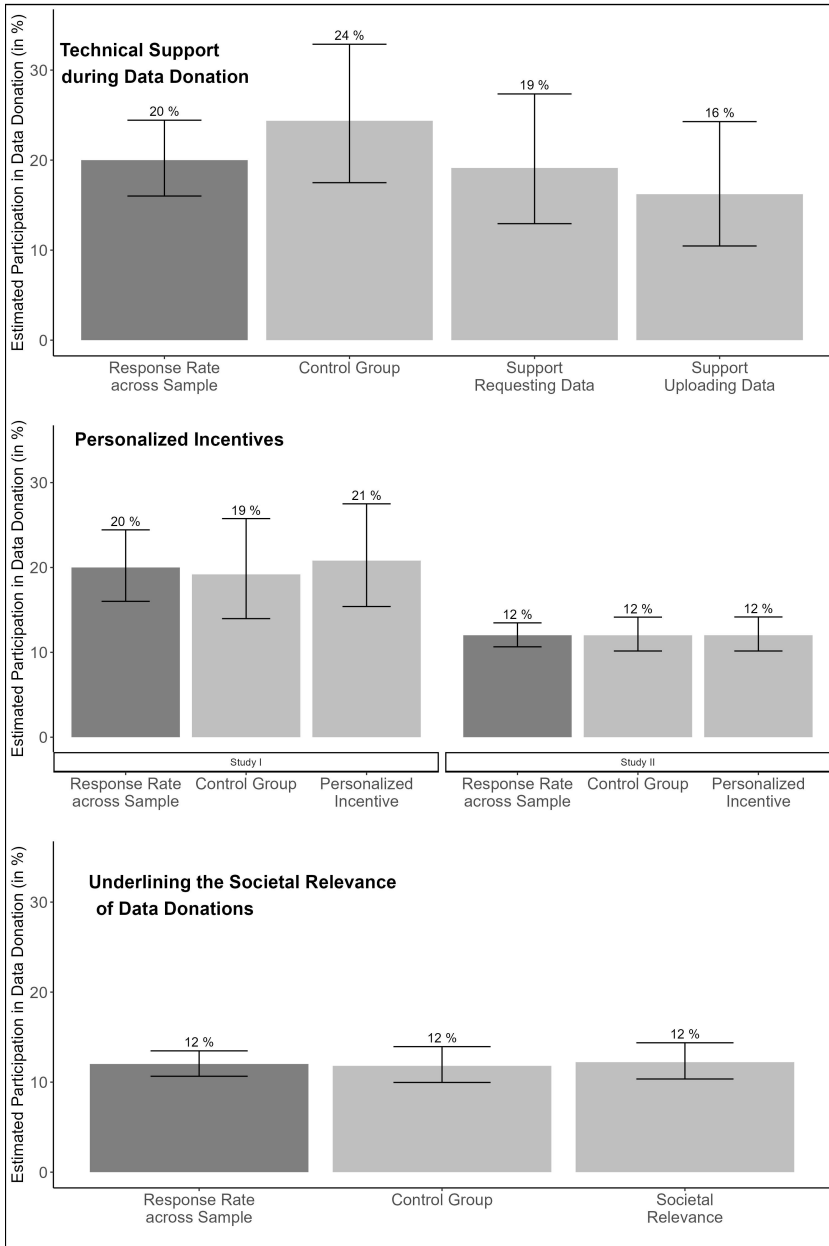 Estimated Participation in Data Donation (in %)
Technical Support
during Data Donation
30
20
10
0
20 %
24 %
19 %
16 %
Response Rate
across Sample
Control Group
Support
Requesting Data
Support
Uploading Data
Estimated Participation in Data Donation (in %)
Personalized Incentives
30
20
10
0
20 %
19 %
21 %
12 %
12 %
12 %
Study I
Study II
Response Rate
across Sample
Control Group
Personalized
Incentive
Response Rate
across Sample
Control Group
Personalized
Incentive
Estimated Participation in Data Donation (in %)
Underlining the Societal Relevance
of Data Donations
30
20
10
0
12 %
12 %
12 %
Response Rate
across Sample
Control Group
Societal
Relevance